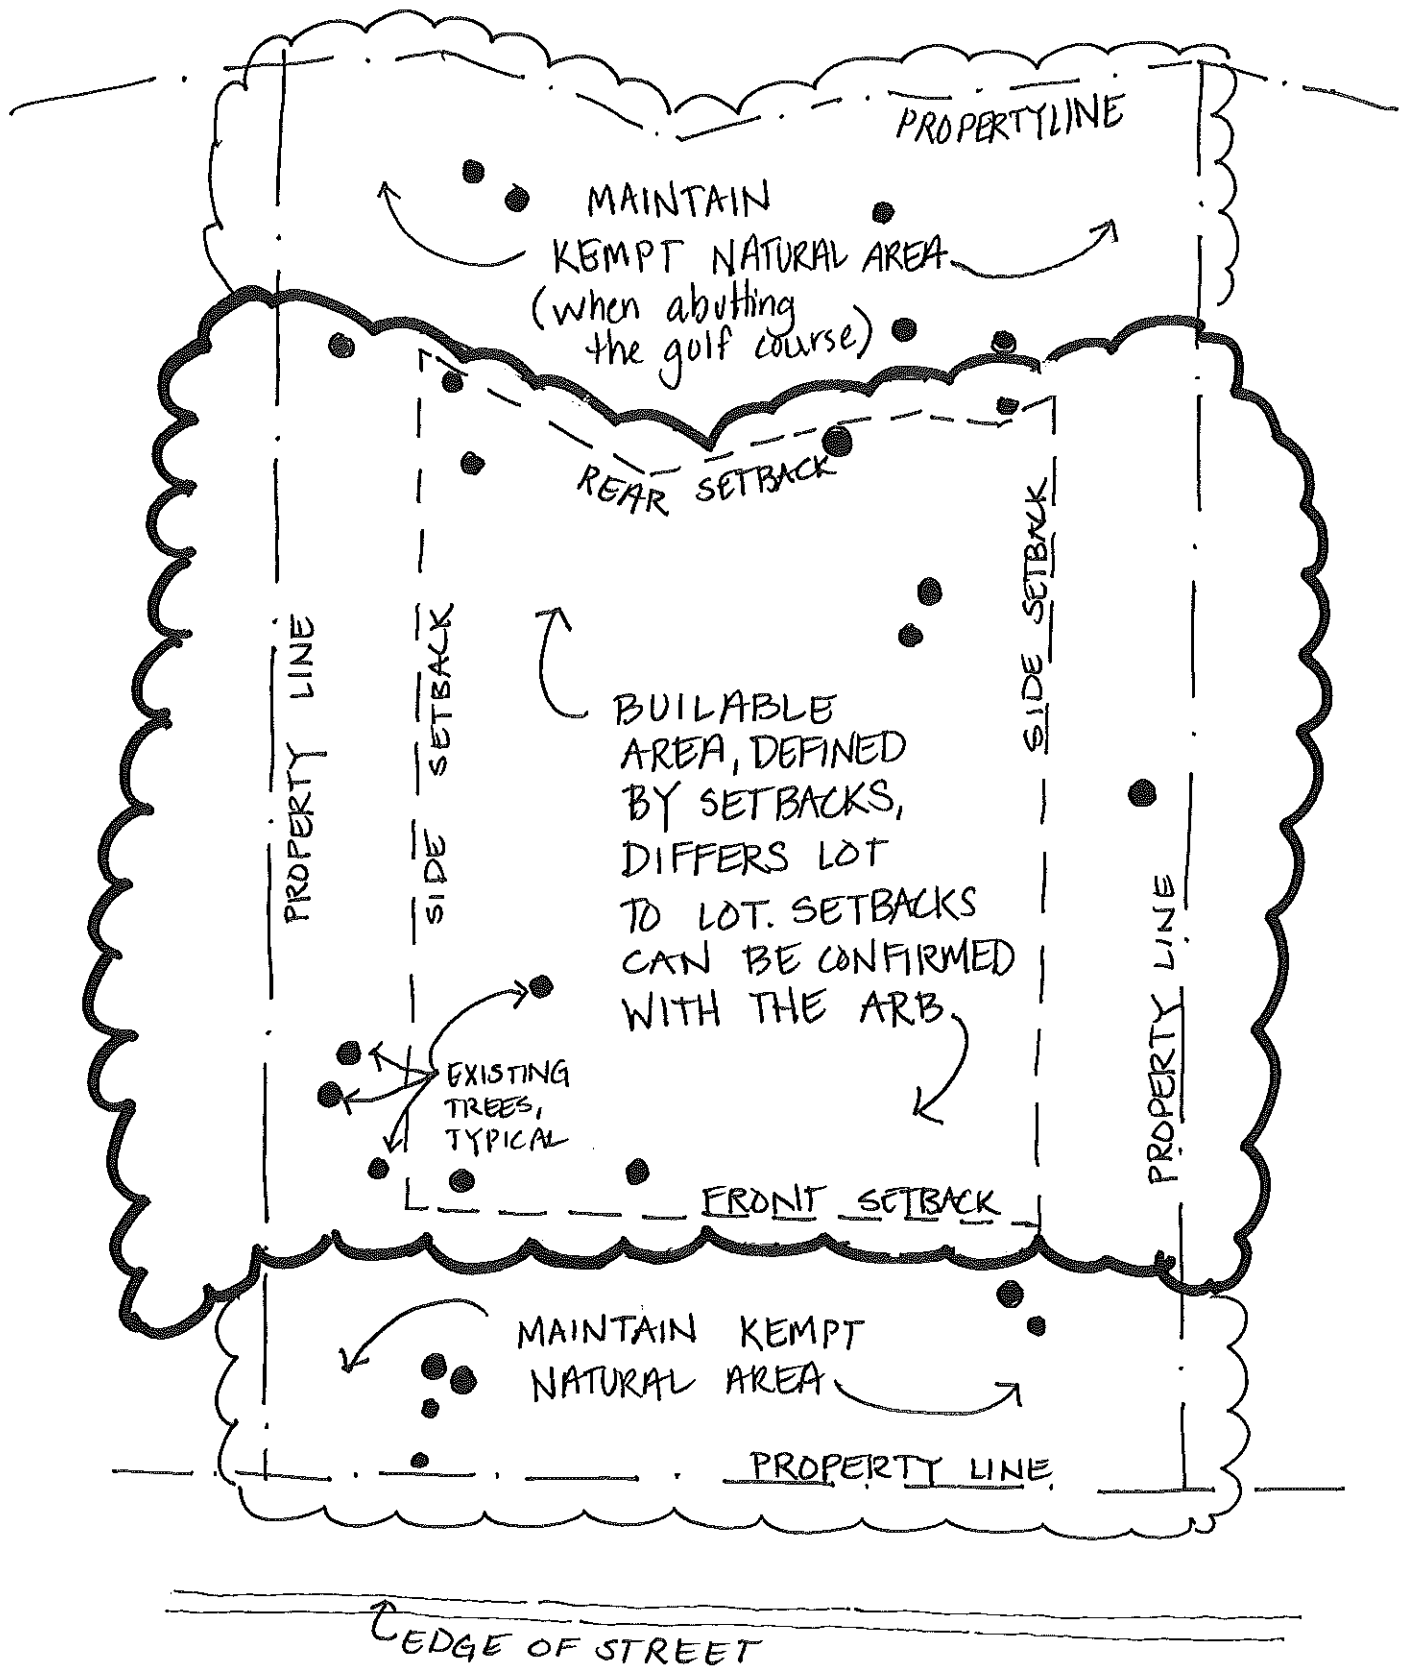 PROPERTY LINE
MAINTAIN
KEMPT NATURAL AREA
(when abutting
the golf course)
REAR SETBACK
SIDE SETBACK
SIDE SETBACK
PROPERTY LINE
BUILABLE
AREA, DEFINED
BY SETBACKS,
DIFFERS LOT
TO LOT. SETBACKS
CAN BE CONFIRMED
WITH THE ARB
PROPERTY LINE
EXISTING
TREES,
TYPICAL
FRONT SETBACK
MAINTAIN KEMPT
NATURAL AREA
PROPERTY LINE
EDGE OF STREET